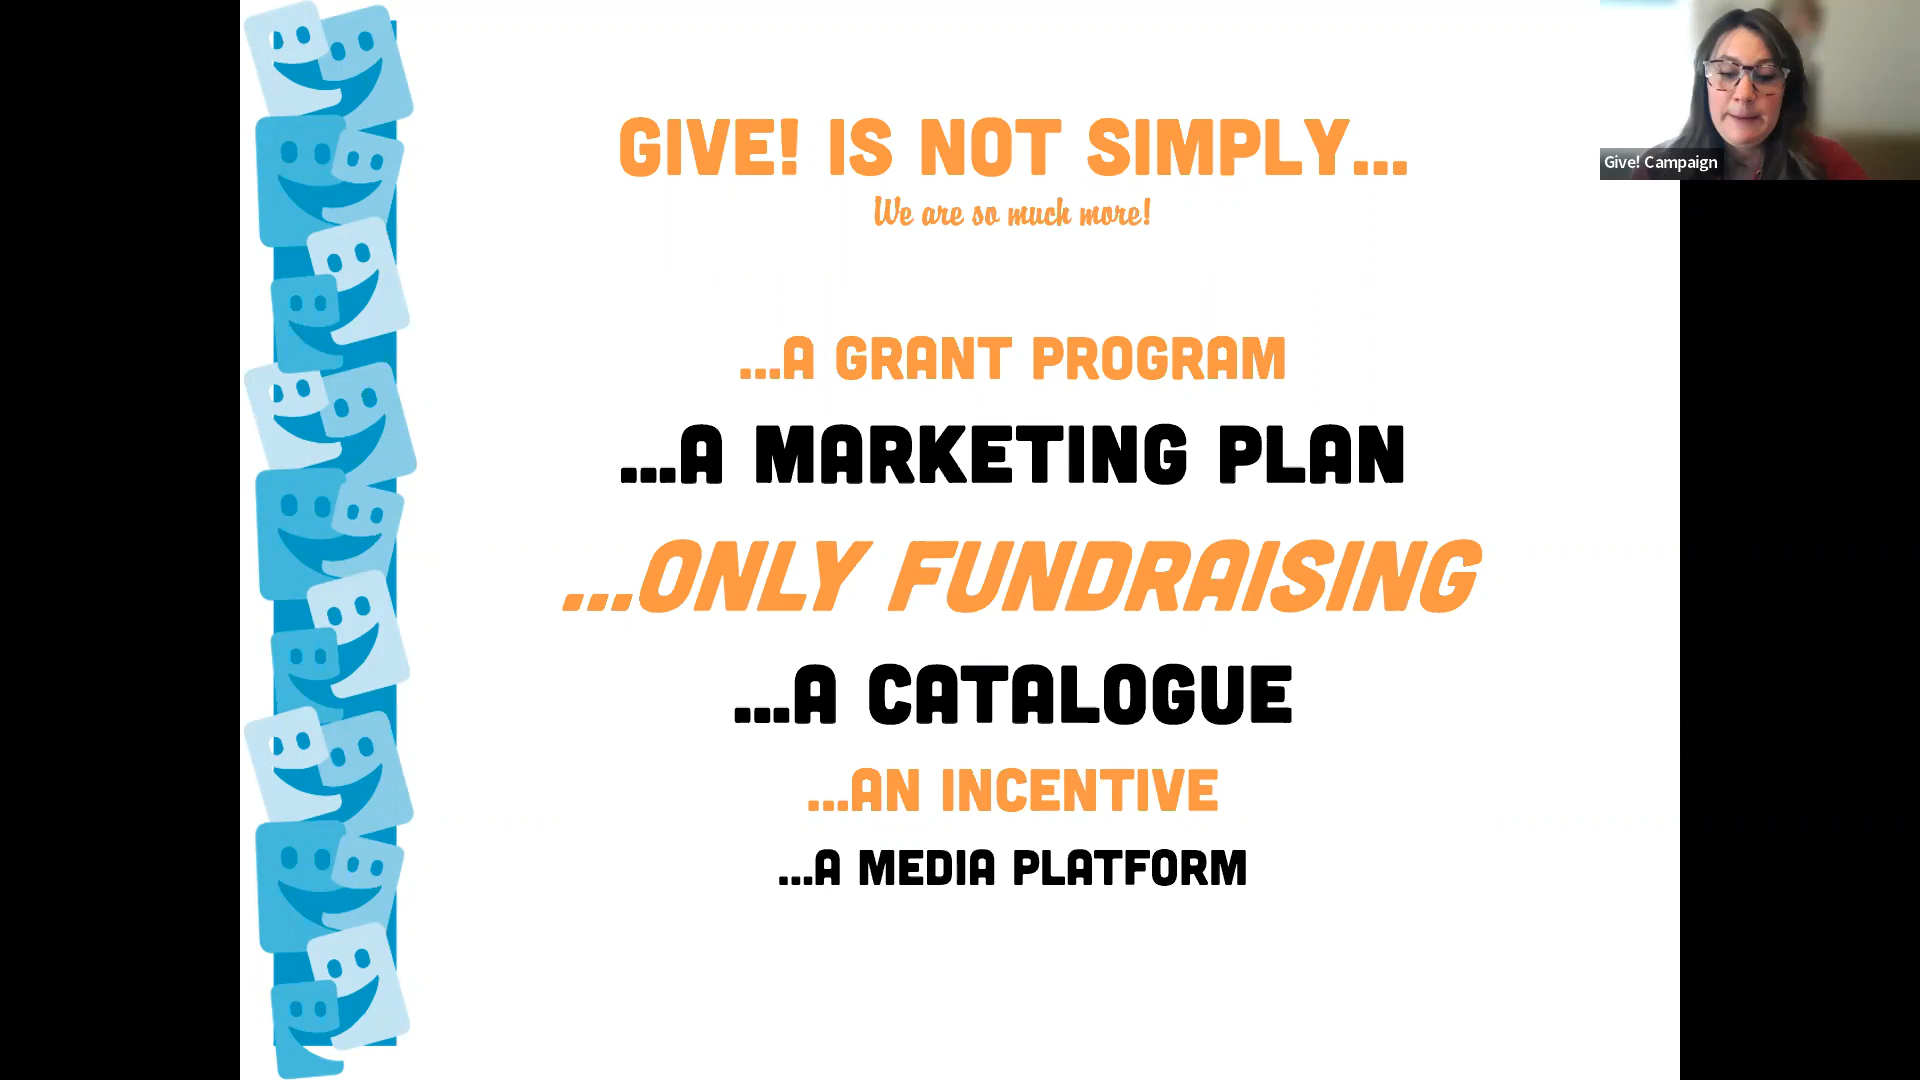 GIVE! IS NOT SIMPLY...
We are so much more!
...A GRANT PROGRAM
...A MARKETING PLAN
...ONLY FUNDRAISING
...A CATALOGUE
...AN INCENTIVE
...A MEDIA PLATFORM
Give! Campaign